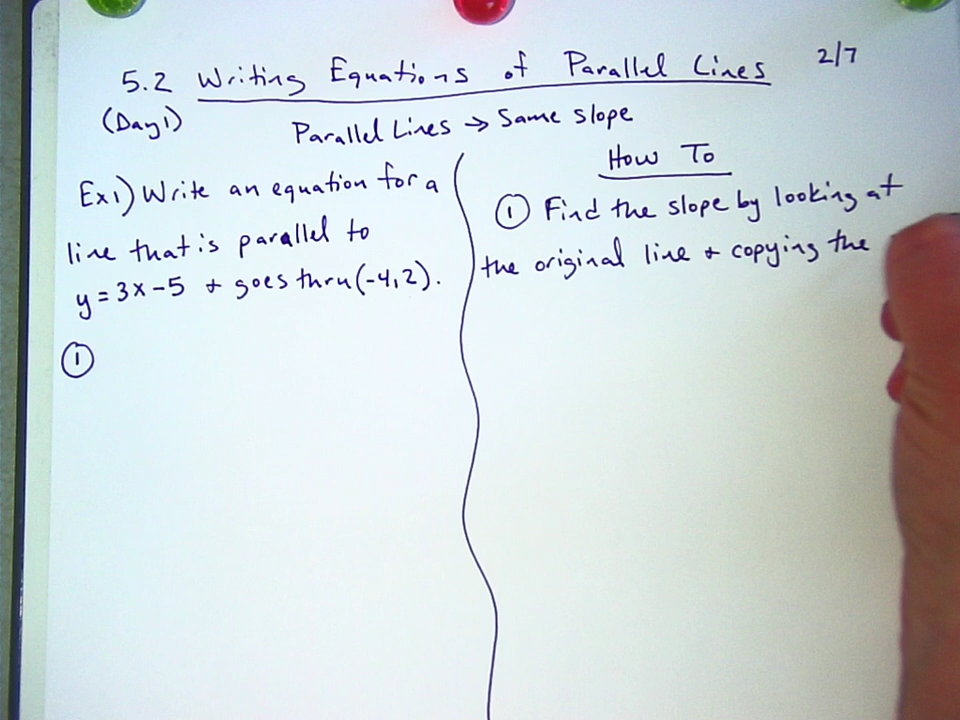 5.2 Writing Equations of Parallel Lines 2/7
(Day 1)
Parallel Lines → Same slope
Ex1) Write an equation for a
line that is parallel to
y = 3x - 5 + goes thru (-4,2).
①
How To
① Find the slope by looking at
the original line + copying the